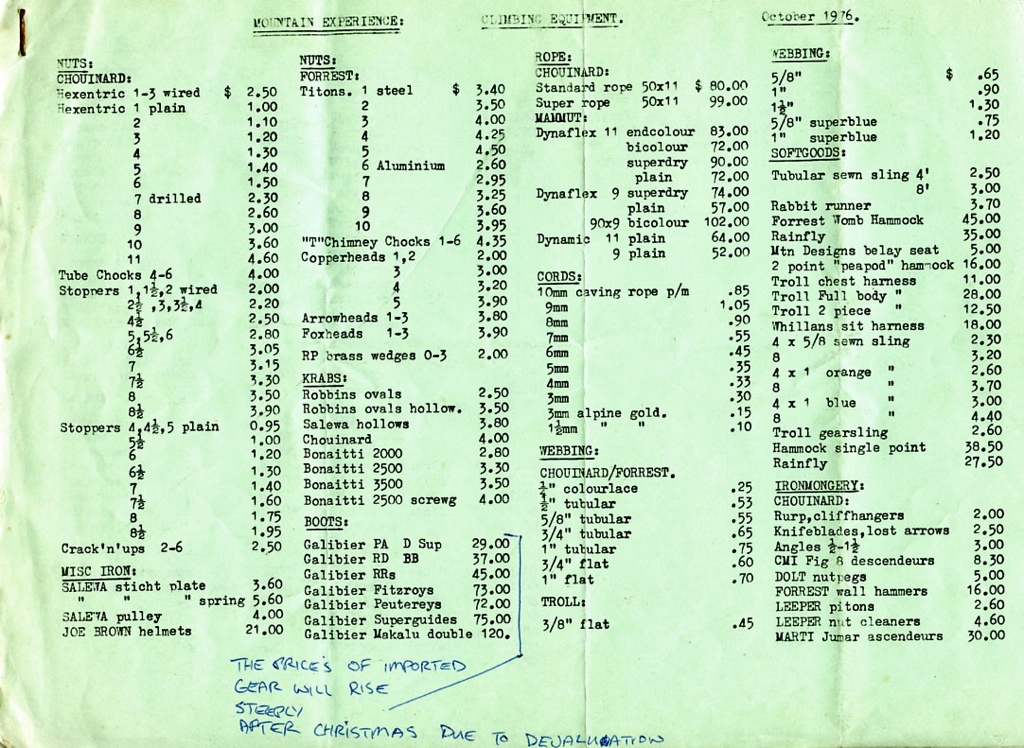 MOUNTAIN EXPERIENCE: CLIMBING EQUIPMENT. October 1976.
NUTS:
CHOUINARD:
Hexentric 1-3 wired $ 2.50
Hexentric 1 plain 1.00
2 1.10
3 1.20
4 1.30
5 1.40
6 1.50
7 drilled 2.30
8 2.60
9 3.00
10 3.60
11 4.60
Tube Chocks 4-6 4.00
Stoppers 1,1½,2 wired 2.00
2½,3,3½,4 2.20
4½ 2.50
5,5½,6 2.80
6½ 3.05
7 3.15
7½ 3.30
8 3.50
8½ 3.90
Stoppers 4,4½,5 plain 0.95
5½ 1.00
6 1.20
6½ 1.30
7 1.40
7½ 1.60
8 1.75
8½ 1.95
Crack'n'ups 2-6 2.50
MISC IRON:
SALEWA sticht plate 3.60
" " " spring 5.60
SALEWA pulley 4.00
JOE BROWN helmets 21.00
NUTS:
FORREST:
Titons. 1 steel $ 3.40
2 3.50
3 4.00
4 4.25
5 4.50
6 Aluminium 2.60
7 2.95
8 3.25
9 3.60
10 3.95
"T"Chimney Chocks 1-6 4.35
Copperheads 1,2 2.00
3 3.00
4 3.20
5 3.90
Arrowheads 1-3 3.80
Foxheads 1-3 3.90
RP brass wedges 0-3 2.00
KRABS:
Robbins ovals 2.50
Robbins ovals hollow. 3.50
Salewa hollows 3.80
Chouinard 4.00
Bonaitti 2000 2.80
Bonaitti 2500 3.30
Bonaitti 3500 3.50
Bonaitti 2500 screwg 4.00
BOOTS:
Galibier PA D Sup 29.00
Galibier RD BB 37.00
Galibier RRs 45.00
Galibier Fitzroys 73.00
Galibier Peutereys 72.00
Galibier Superguides 75.00
Galibier Makalu double 120.
ROPE:
CHOUINARD:
Standard rope 50x11 $ 80.00
Super rope 50x11 99.00
MAMMUT:
Dynaflex 11 endcolour 83.00
bicolour 72.00
superdry 90.00
plain 72.00
Dynaflex 9 superdry 74.00
plain 57.00
90x9 bicolour 102.00
Dynamic 11 plain 64.00
9 plain 52.00
CORDS:
10mm caving rope p/m .85
9mm 1.05
8mm .90
7mm .55
6mm .45
5mm .35
4mm .33
3mm .30
3mm alpine gold. .15
1½mm " " .10
WEBBING:
CHOUINARD/FORREST.
½" colourlace .25
½" tubular .53
5/8" tubular .55
3/4" tubular .65
1" tubular .75
3/4" flat .60
1" flat .70
TROLL:
3/8" flat .45
WEBBING:
5/8" $ .65
1" .90
1½" 1.30
5/8" superblue .75
1" superblue 1.20
SOFTGOODS:
Tubular sewn sling 4' 2.50
8' 3.00
Rabbit runner 3.70
Forrest Womb Hammock 45.00
Rainfly 35.00
Mtn Designs belay seat 5.00
2 point "peapod" hammock 16.00
Troll chest harness 11.00
Troll Full body " 28.00
Troll 2 piece " 12.50
Whillans sit harness 18.00
4 x 5/8 sewn sling 2.30
8 3.20
4 x 1 orange " 2.60
8 " 3.70
4 x 1 blue " 3.00
8 " 4.40
Troll gearsling 2.60
Hammock single point 38.50
Rainfly 27.50
IRONMONGERY:
CHOUINARD:
Rurp,cliffhangers 2.00
Knifeblades,lost arrows 2.50
Angles ½-1½ 3.00
CMI Fig 8 descendeurs 8.30
DOLT nutpegs 5.00
FORREST wall hammers 16.00
LEEPER pitons 2.60
LEEPER nut cleaners 4.60
MARTI Jumar ascendeurs 30.00
THE PRICE'S OF IMPORTED
GEAR WILL RISE
STEEPLY
AFTER CHRISTMAS DUE TO DEVALUATION